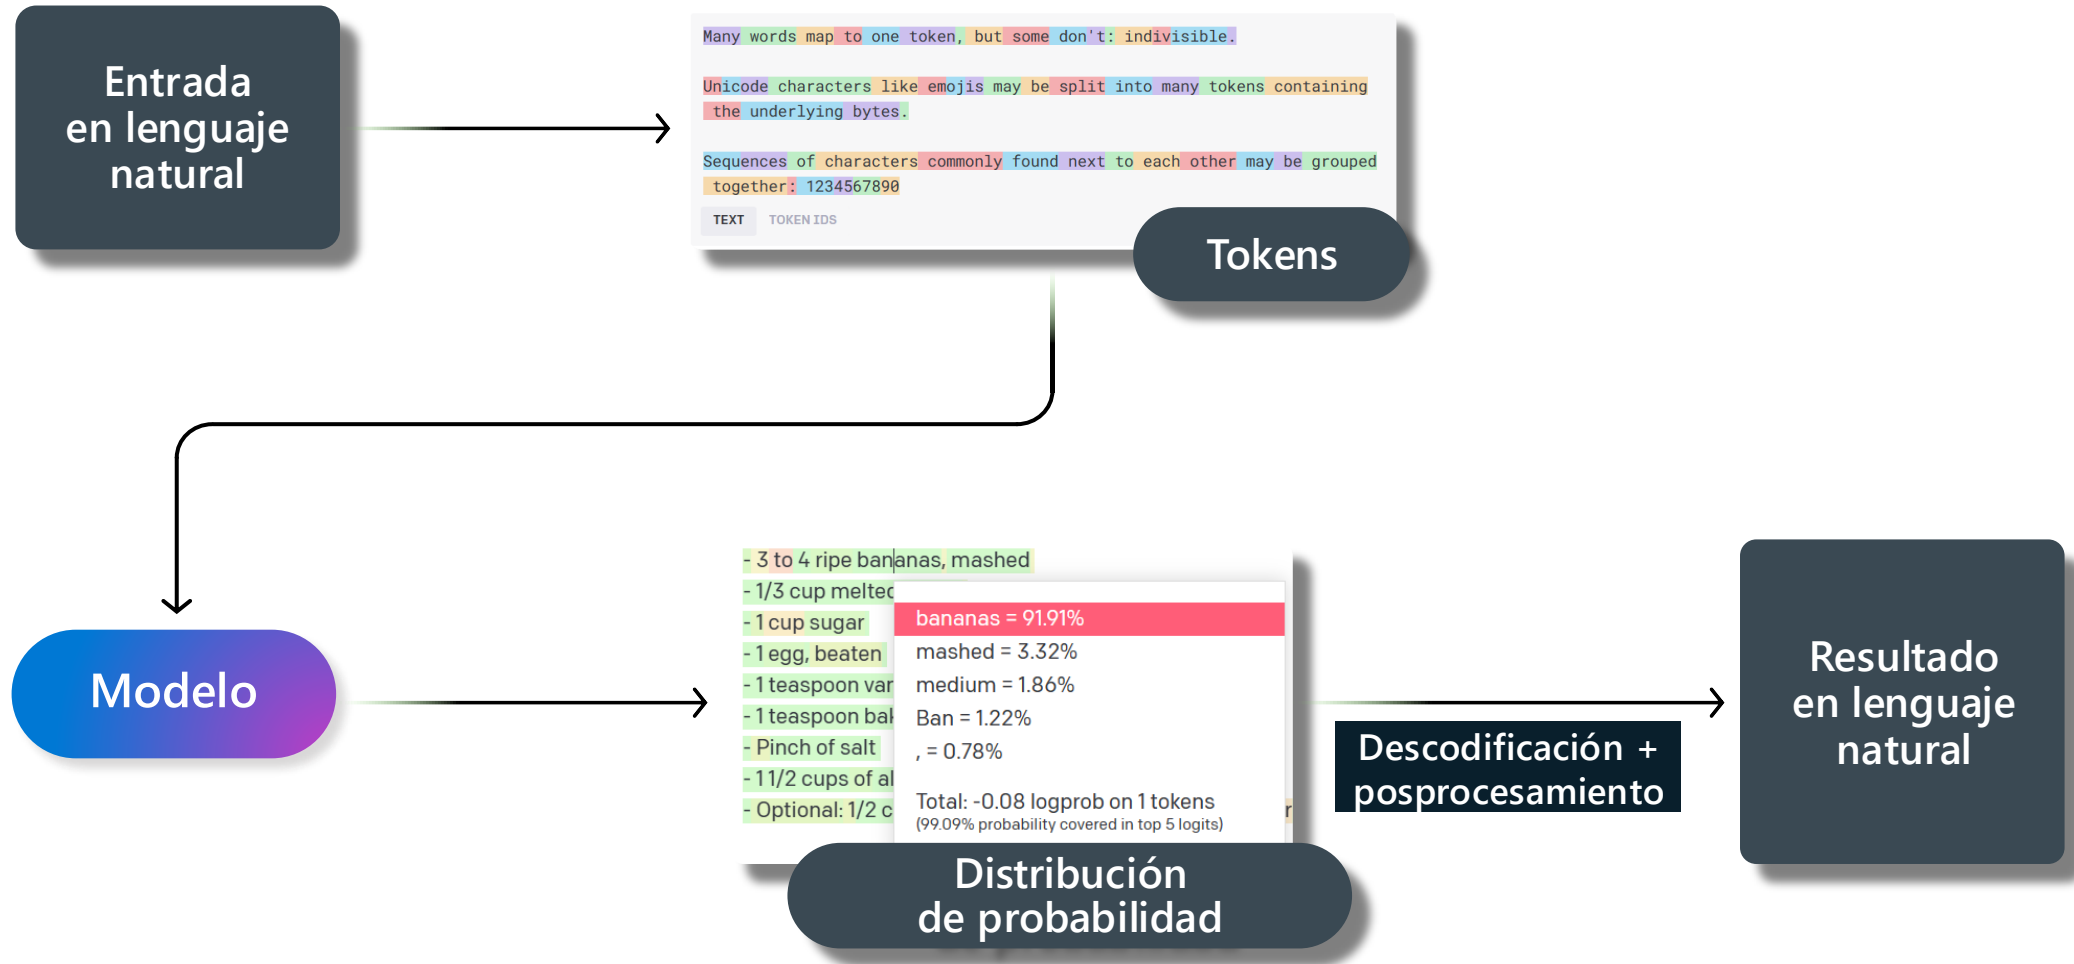 Entrada
en lenguaje
natural
Many words map to one token, but some don't: indivisible.
Unicode characters like emojis may be split into many tokens containing
the underlying bytes.
Sequences of characters commonly found next to each other may be grouped
together: 1234567890
TEXT TOKEN IDS
Tokens
Modelo
- 3 to 4 ripe bananas, mashed
- 1/3 cup melted
- 1 cup sugar
- 1 egg, beaten
- 1 teaspoon van
- 1 teaspoon bak
- Pinch of salt
- 1 1/2 cups of al
- Optional: 1/2 c
r
bananas = 91.91%
mashed = 3.32%
medium = 1.86%
Ban = 1.22%
, = 0.78%
Total: -0.08 logprob on 1 tokens
(99.09% probability covered in top 5 logits)
Distribución
de probabilidad
Descodificación +
posprocesamiento
Resultado
en lenguaje
natural